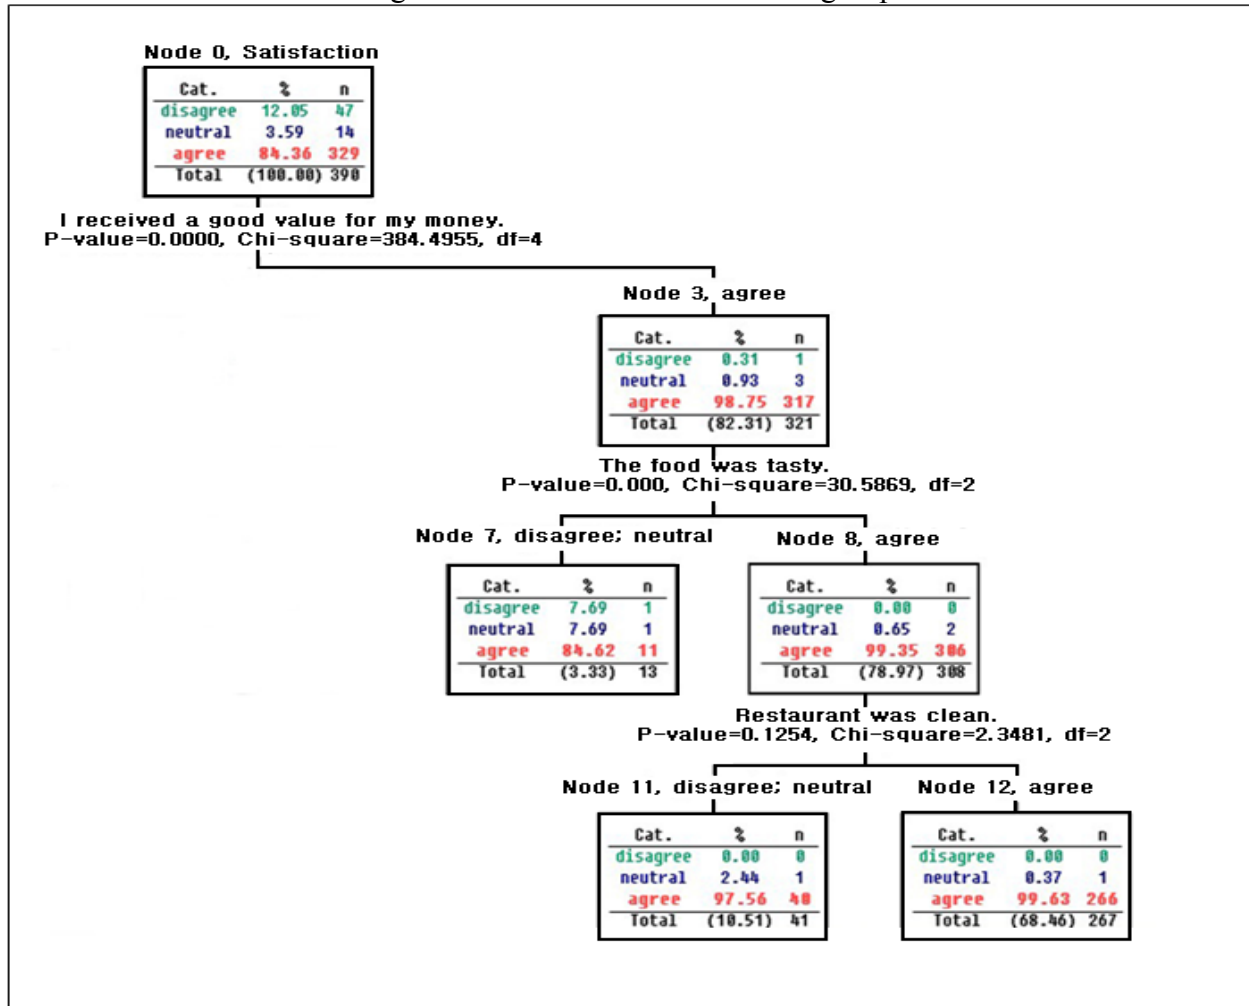 Node 0, Satisfaction
Cat. % n
disagree 12.05 47
neutral 3.59 14
agree 84.36 329
Total (100.00) 390
I received a good value for my money.
P-value=0.0000, Chi-square=384.4955, df=4
Node 3, agree
Cat. % n
disagree 0.31 1
neutral 0.93 3
agree 98.75 317
Total (82.31) 321
The food was tasty.
P-value=0.000, Chi-square=30.5869, df=2
Node 7, disagree; neutral
Cat. % n
disagree 7.69 1
neutral 7.69 1
agree 84.62 11
Total (3.33) 13
Node 8, agree
Cat. % n
disagree 0.00 0
neutral 0.65 2
agree 99.35 306
Total (78.97) 308
Restaurant was clean.
P-value=0.1254, Chi-square=2.3481, df=2
Node 11, disagree; neutral
Cat. % n
disagree 0.00 0
neutral 2.44 1
agree 97.56 40
Total (10.51) 41
Node 12, agree
Cat. % n
disagree 0.00 0
neutral 0.37 1
agree 99.63 266
Total (68.46) 267